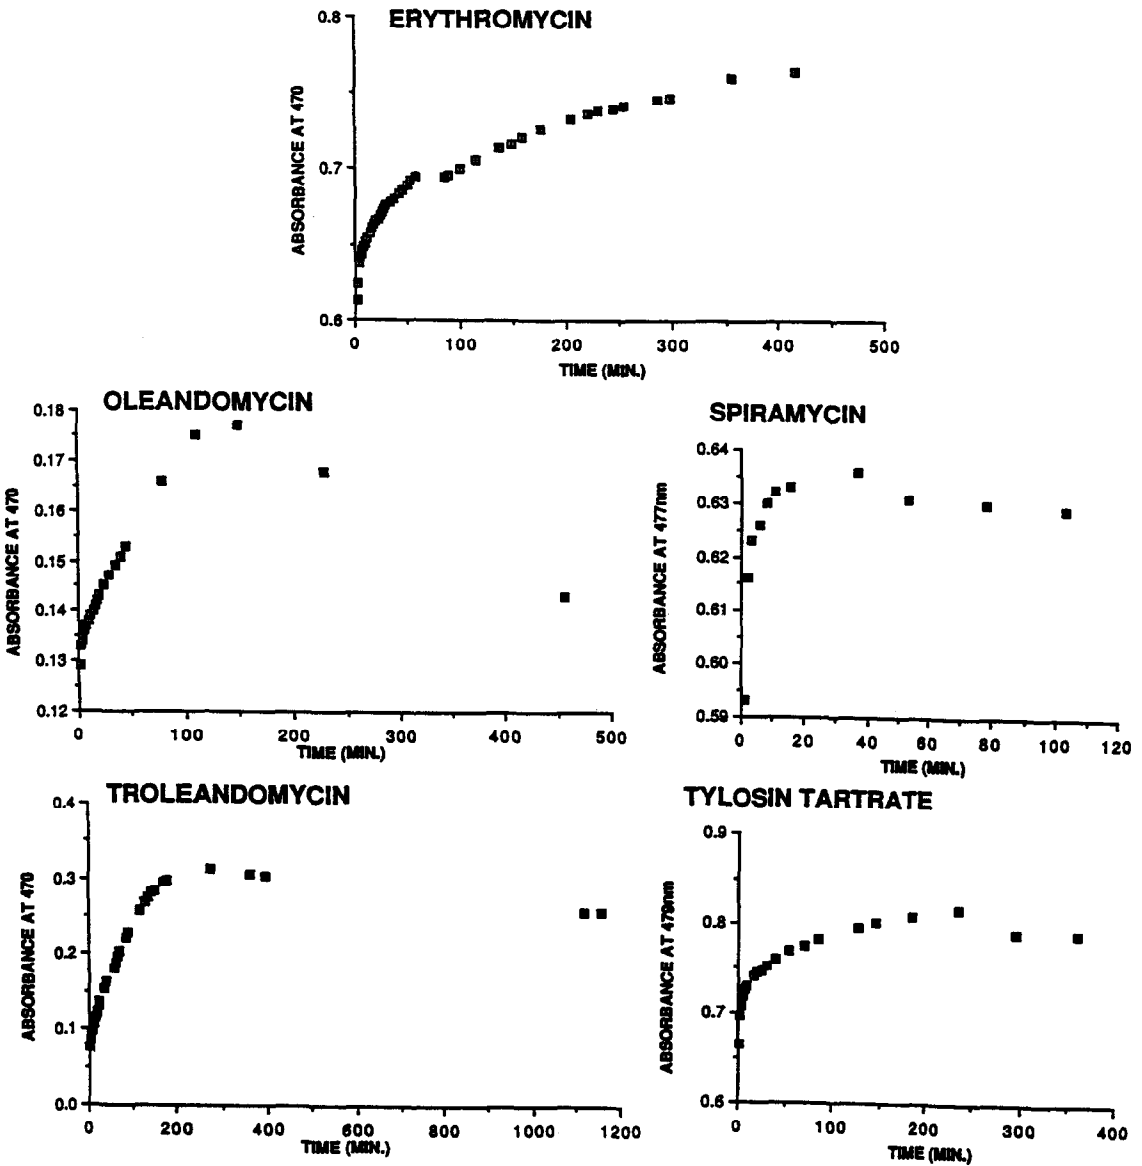 ERYTHROMYCIN
0.8
0.7
0.6
ABSORBANCE AT 470
0 100 200 300 400 500
TIME (MIN.)
OLEANDOMYCIN
0.18
0.17
0.16
0.15
0.14
0.13
0.12
ABSORBANCE AT 470
0 100 200 300 400 500
TIME (MIN.)
SPIRAMYCIN
0.64
0.63
0.62
0.61
0.60
0.59
ABSORBANCE AT 477nm
0 20 40 60 80 100 120
TIME (MIN.)
TROLEANDOMYCIN
0.4
0.3
0.2
0.1
0.0
ABSORBANCE AT 470
0 200 400 600 800 1000 1200
TIME (MIN.)
TYLOSIN TARTRATE
0.9
0.8
0.7
0.6
ABSORBANCE AT 479nm
0 100 200 300 400
TIME (MIN.)